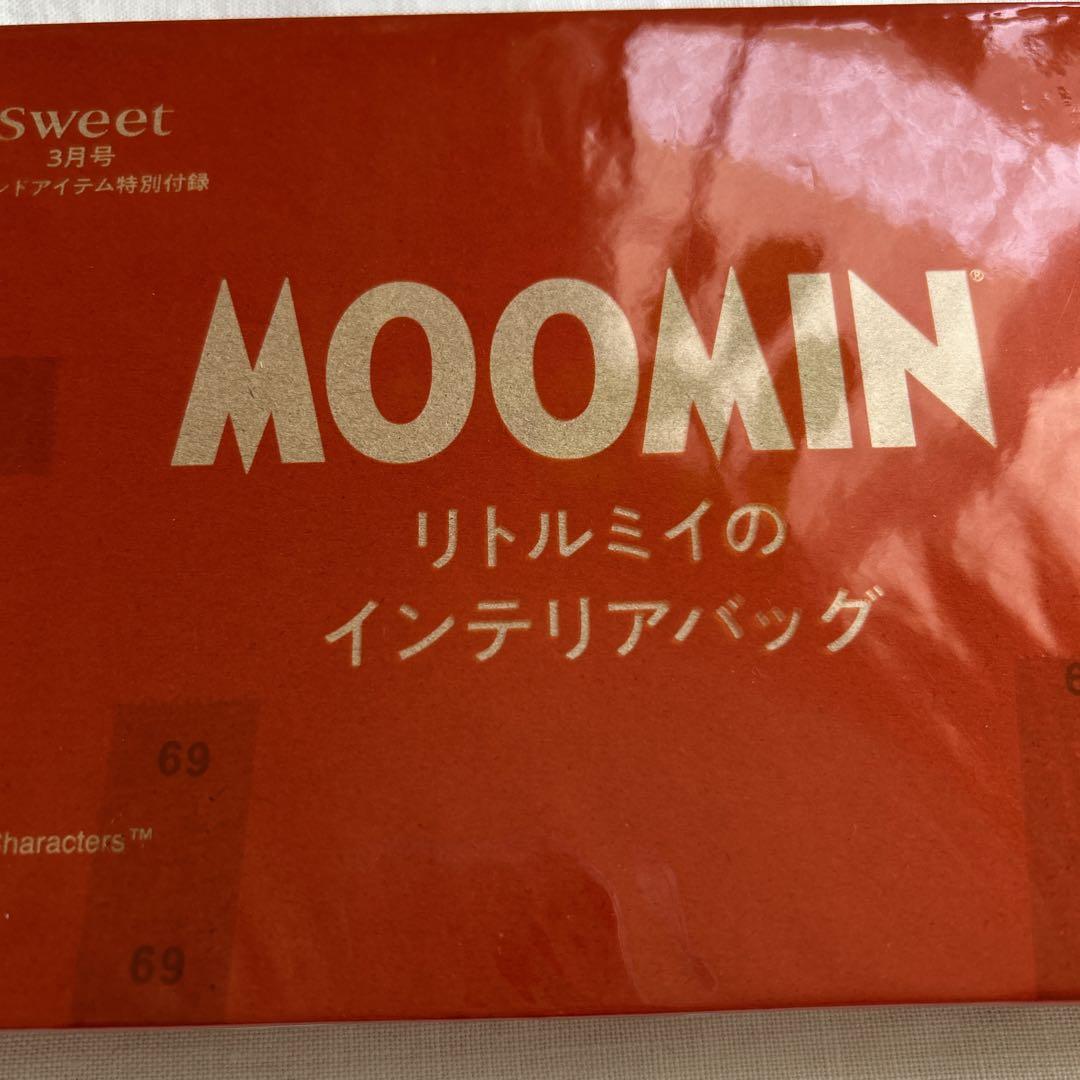 sweet
3月号
ンドアイテム特別付録
MOOMIN®
リトルミイの
インテリアバッグ
69
Characters™
69